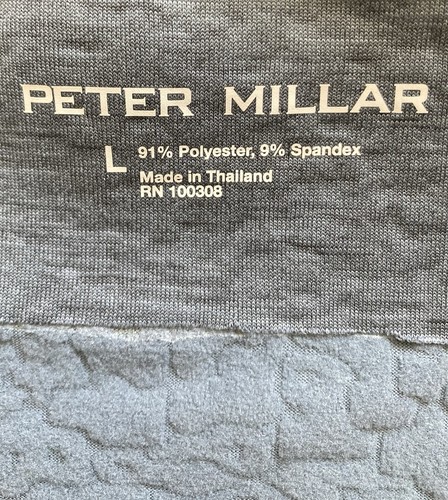 PETER MILLAR
L 91% Polyester, 9% Spandex
Made in Thailand
RN 100308